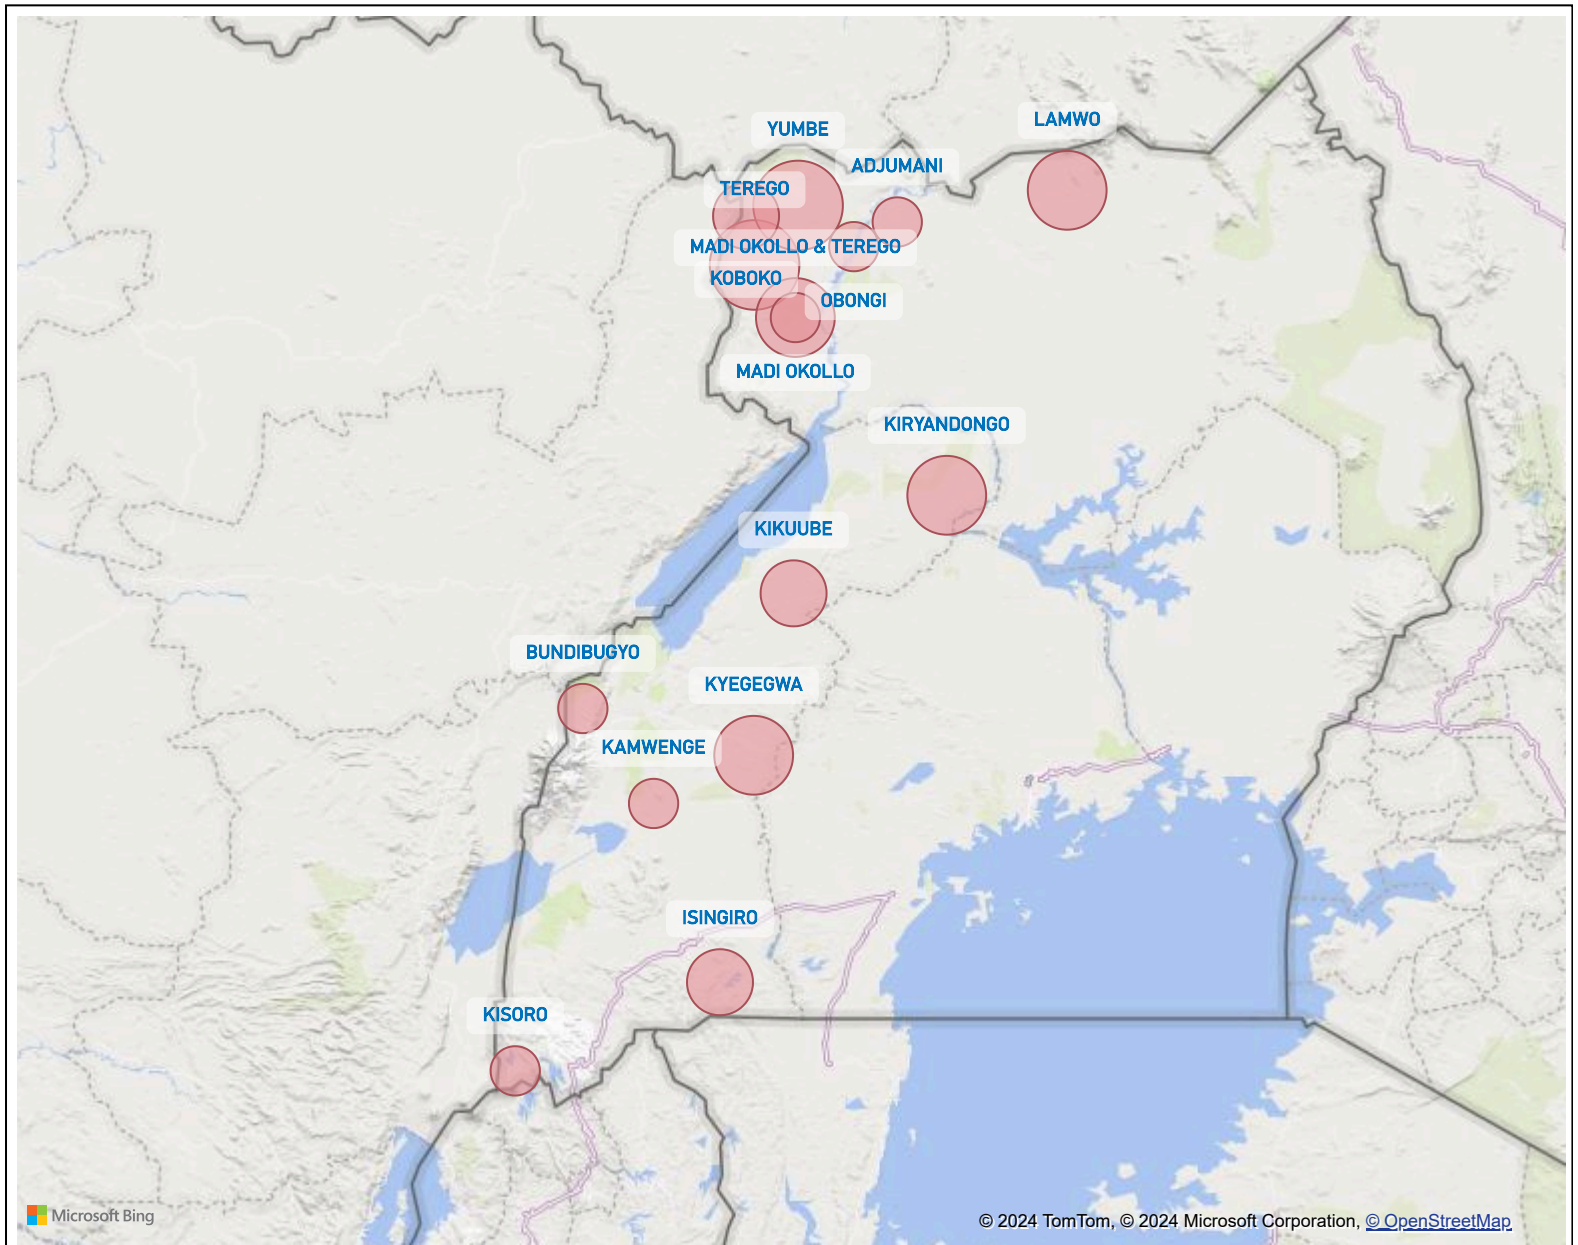 LAMWO
YUMBE
ADJUMANI
TEREGO
MADI OKOLLO & TEREGO
KOBOKO
OBONGI
MADI OKOLLO
KIRYANDONGO
KIKUUBE
BUNDIBUGYO
KYEGEGWA
KAMWENGE
ISINGIRO
KISORO
Microsoft Bing
© 2024 TomTom, © 2024 Microsoft Corporation, © OpenStreetMap